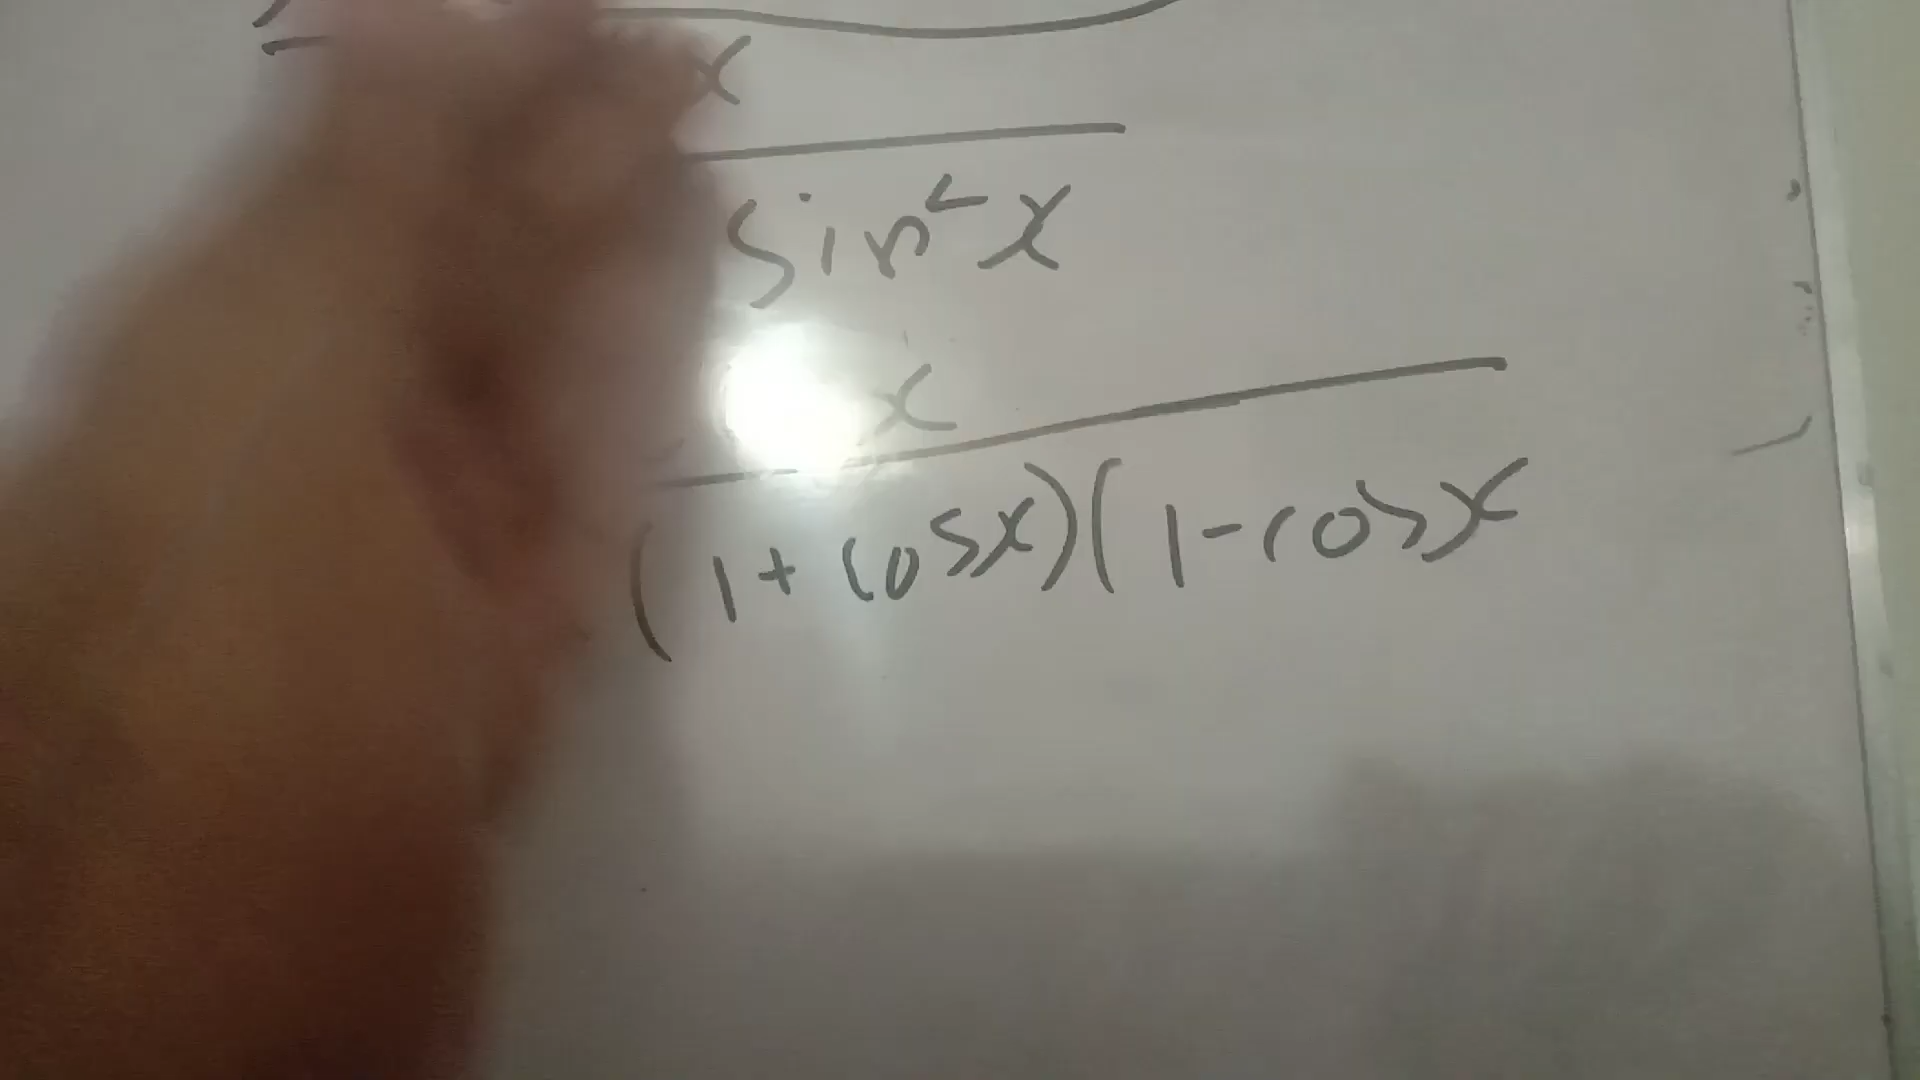 x
sin²x
x
(1+cosx)(1-cosx